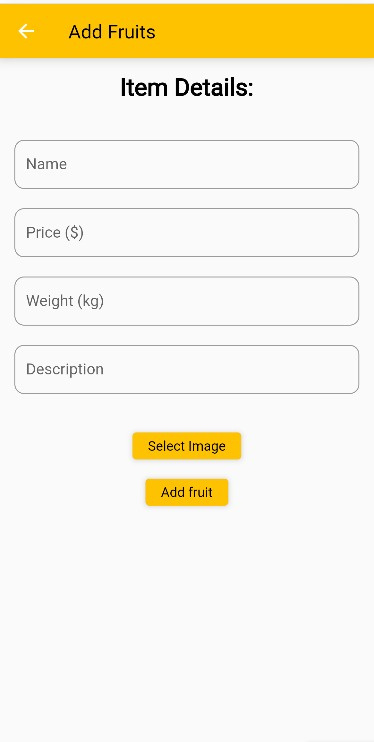 Add Fruits
Item Details:
Name
Price ($)
Weight (kg)
Description
Select Image
Add fruit